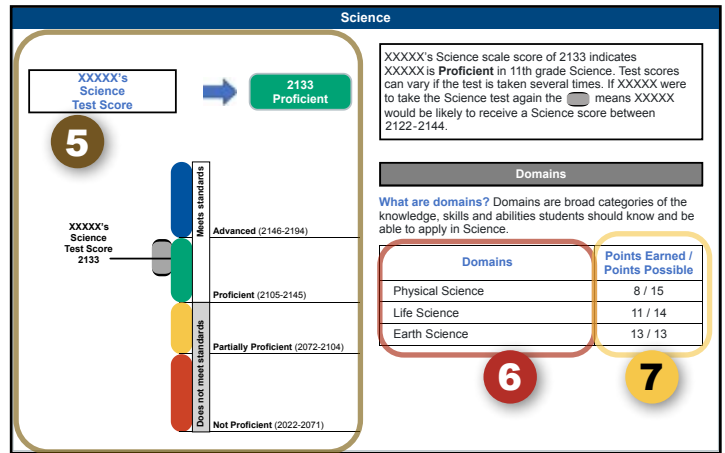 Science
XXXXX's
Science
Test Score
2133
Proficient
5
XXXXX's
Science
Test Score
2133
Meets standards
Does not meet standards
Advanced (2146-2194)
Proficient (2105-2145)
Partially Proficient (2072-2104)
Not Proficient (2022-2071)
XXXXX's Science scale score of 2133 indicates
XXXXX is Proficient in 11th grade Science. Test scores
can vary if the test is taken several times. If XXXXX were
to take the Science test again the means XXXXX
would be likely to receive a Science score between
2122-2144.
Domains
What are domains? Domains are broad categories of the
knowledge, skills and abilities students should know and be
able to apply in Science.
Domains
Points Earned /
Points Possible
Physical Science 8 / 15
Life Science 11 / 14
Earth Science 13 / 13
6
7